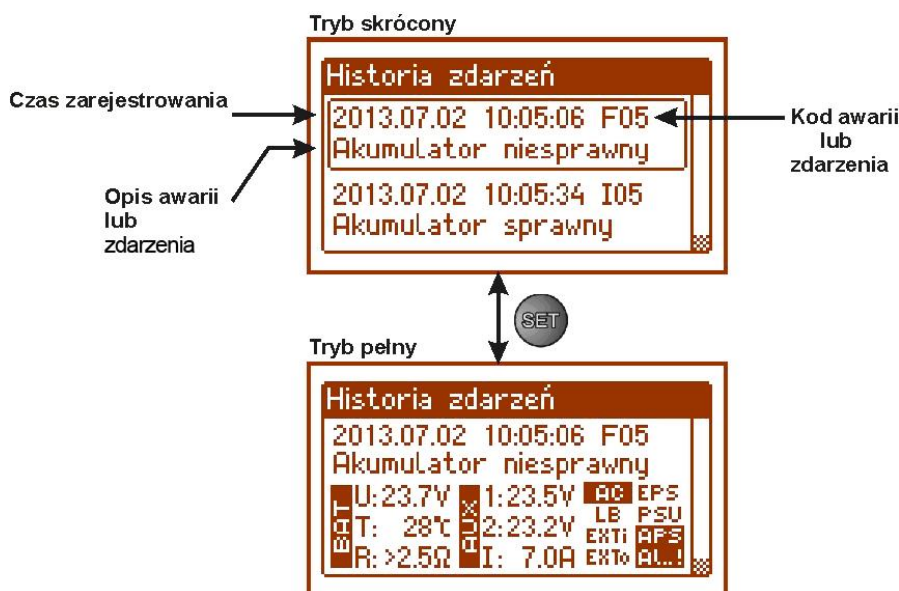 Tryb skrócony
Historia zdarzeń
Czas zarejestrowania
2013.07.02 10:05:06 F05
Akumulator niesprawny
Kod awarii
lub
zdarzenia
Opis awarii
lub
zdarzenia
2013.07.02 10:05:34 I05
Akumulator sprawny
SET
Tryb pełny
Historia zdarzeń
2013.07.02 10:05:06 F05
Akumulator niesprawny
BAT U:23.7V AUX 1:23.5V AC EPS
T: 28℃ 2:23.2V LB PSU
R: >2.5Ω I: 7.0A EXTi APS
EXTo AL..!